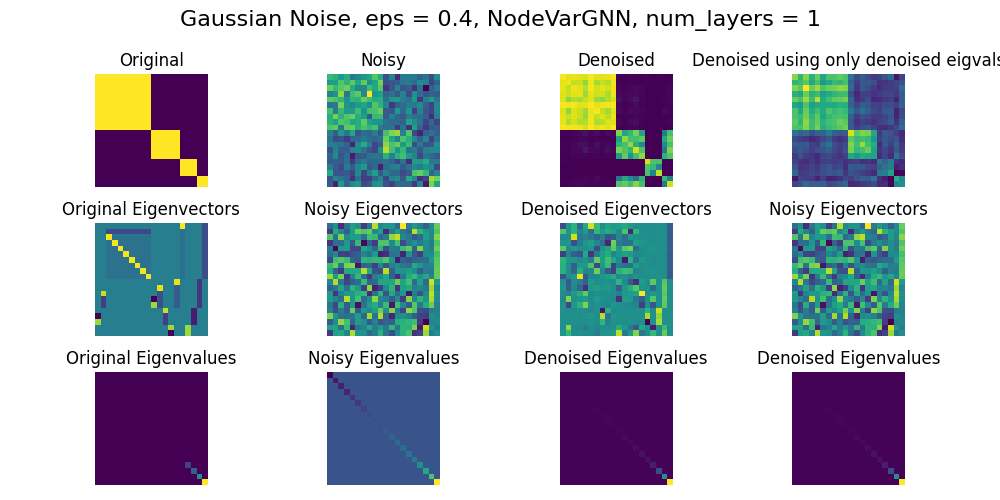 Gaussian Noise, eps = 0.4, NodeVarGNN, num_layers = 1
Original
Noisy
Denoised
Denoised using only denoised eigvals
Original Eigenvectors
Noisy Eigenvectors
Denoised Eigenvectors
Noisy Eigenvectors
Original Eigenvalues
Noisy Eigenvalues
Denoised Eigenvalues
Denoised Eigenvalues